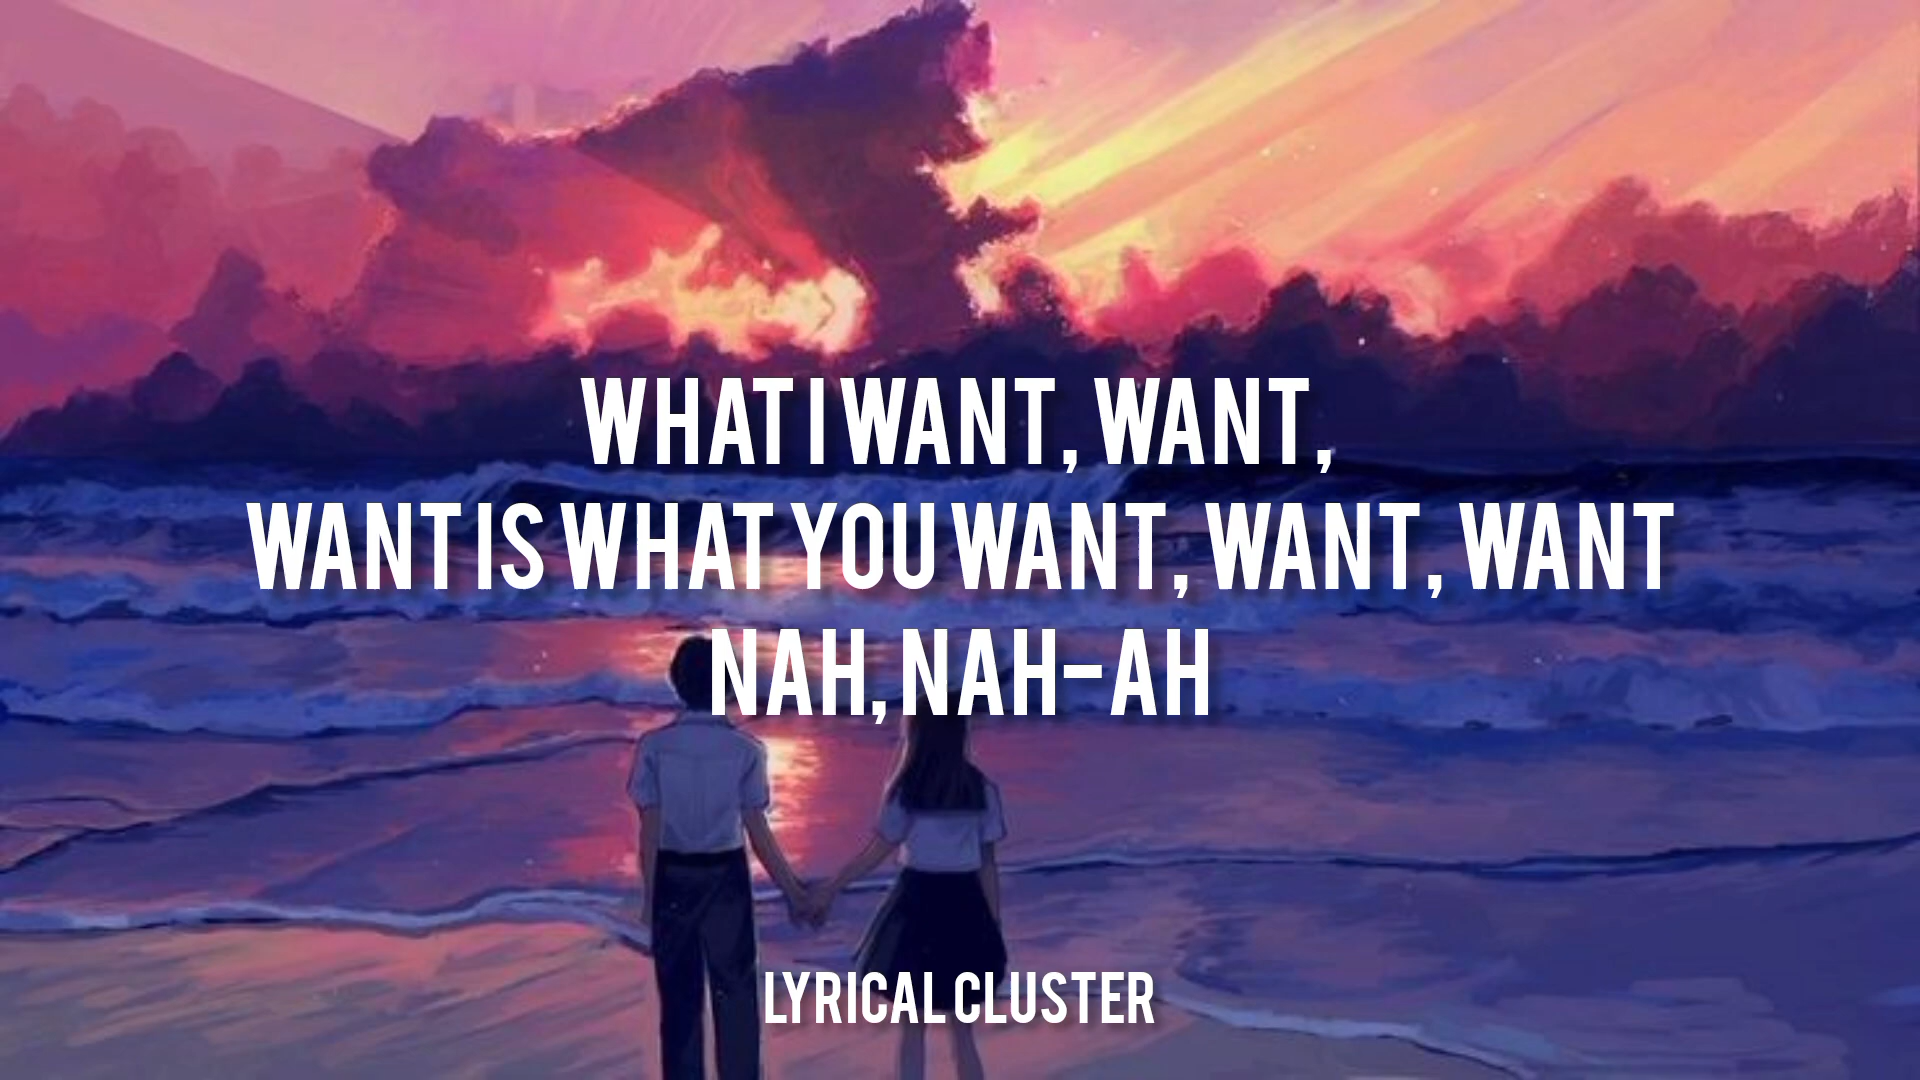 WHAT I WANT, WANT,
WANT IS WHAT YOU WANT, WANT, WANT
NAH, NAH-AH
LYRICAL CLUSTER